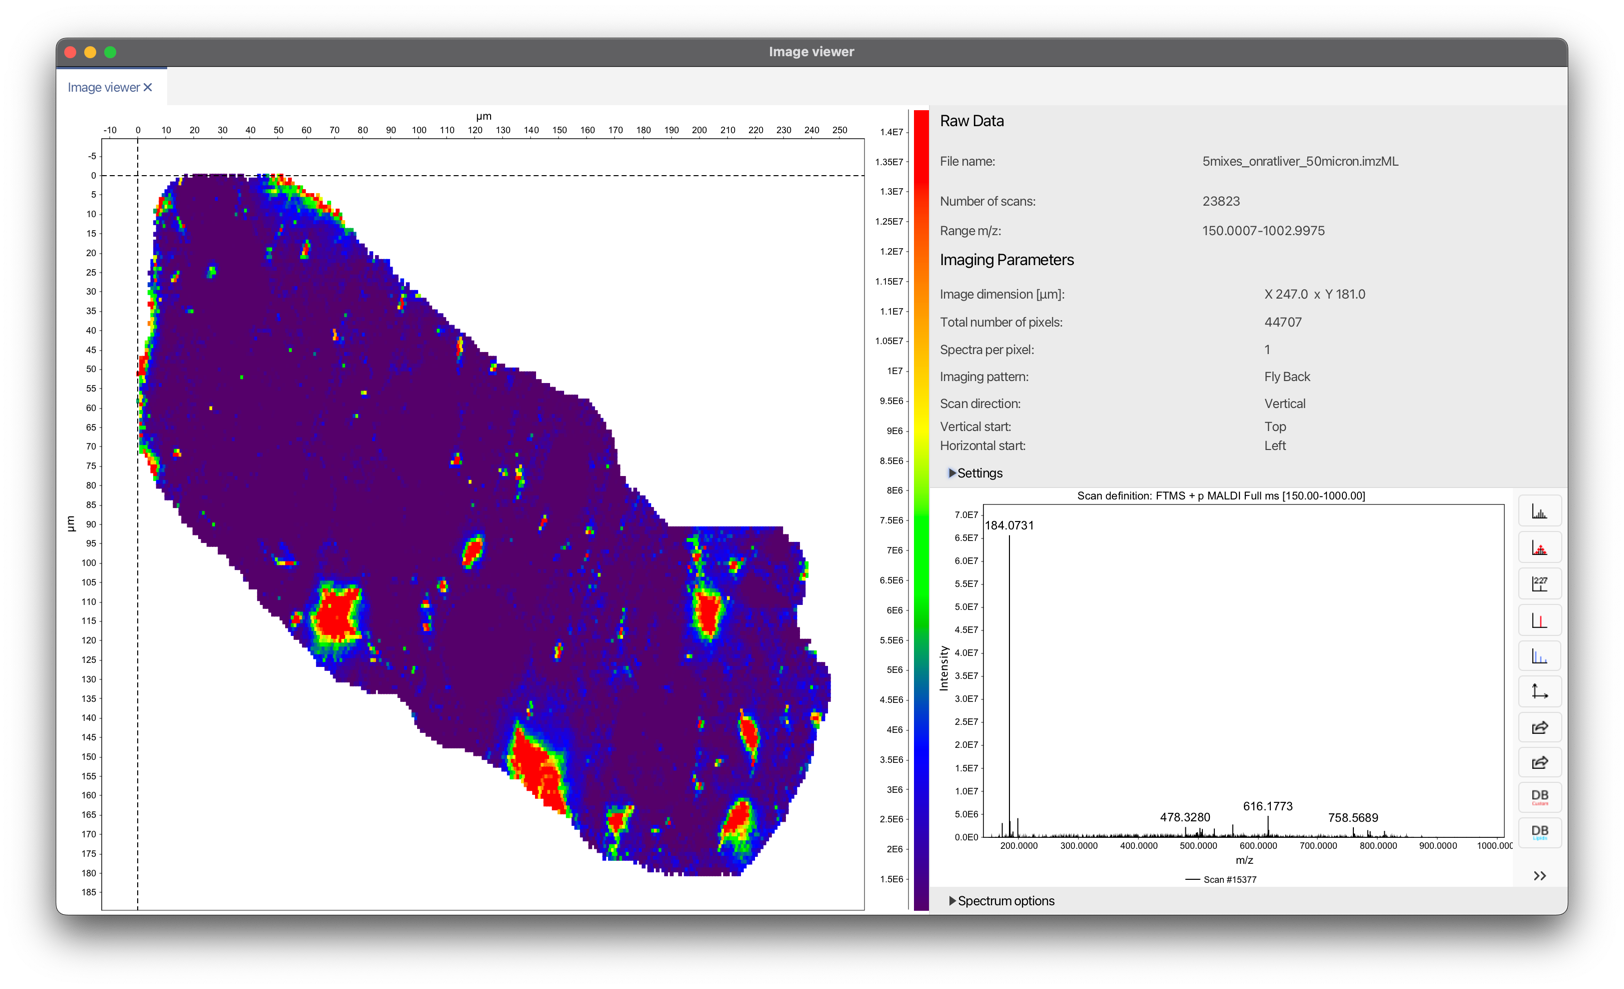 Image viewer
Image viewer ✕
µm
-10 0 10 20 30 40 50 60 70 80 90 100 110 120 130 140 150 160 170 180 190 200 210 220 230 240 250
µm
-5
0
5
10
15
20
25
30
35
40
45
50
55
60
65
70
75
80
85
90
95
100
105
110
115
120
125
130
135
140
145
150
155
160
165
170
175
180
185
1.4E7
1.35E7
1.3E7
1.25E7
1.2E7
1.15E7
1.1E7
1.05E7
1E7
9.5E6
9E6
8.5E6
8E6
7.5E6
7E6
6.5E6
6E6
5.5E6
5E6
4.5E6
4E6
3.5E6
3E6
2.5E6
2E6
1.5E6
Raw Data
File name: 5mixes_onratliver_50micron.imzML
Number of scans: 23823
Range m/z: 150.0007-1002.9975
Imaging Parameters
Image dimension [µm]: X 247.0 x Y 181.0
Total number of pixels: 44707
Spectra per pixel: 1
Imaging pattern: Fly Back
Scan direction: Vertical
Vertical start: Top
Horizontal start: Left
Settings
Scan definition: FTMS + p MALDI Full ms [150.00-1000.00]
Intensity
7.0E7
6.5E7
6.0E7
5.5E7
5.0E7
4.5E7
4.0E7
3.5E7
3.0E7
2.5E7
2.0E7
1.5E7
1.0E7
5.0E6
0.0E0
184.0731
478.3280
616.1773
758.5689
200.0000 300.0000 400.0000 500.0000 600.0000 700.0000 800.0000 900.0000 1000.000
m/z
Scan #15377
227
DB
Custom
DB
Lipids
Spectrum options